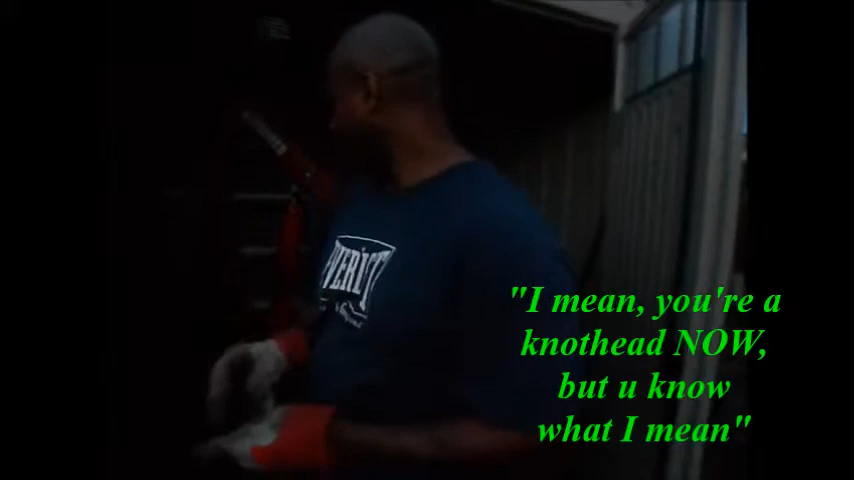 "I mean, you're a
knothead NOW,
but u know
what I mean"